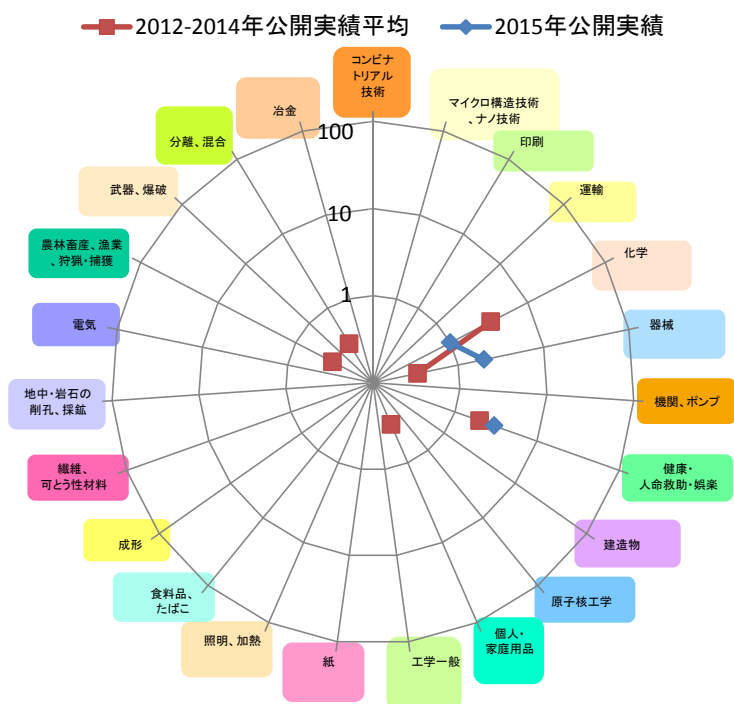 2012-2014年公開実績平均
2015年公開実績
コンビナ
トリアル
技術
マイクロ構造技術
、ナノ技術
印刷
運輸
化学
器械
機関、ポンプ
健康・
人命救助・娯楽
建造物
原子核工学
個人・
家庭用品
工学一般
紙
照明、加熱
食料品、
たばこ
成形
繊維、
可とう性材料
地中・岩石の
削孔、採鉱
電気
農林畜産、漁業
、狩猟・捕獲
武器、爆破
分離、混合
冶金
100
10
1